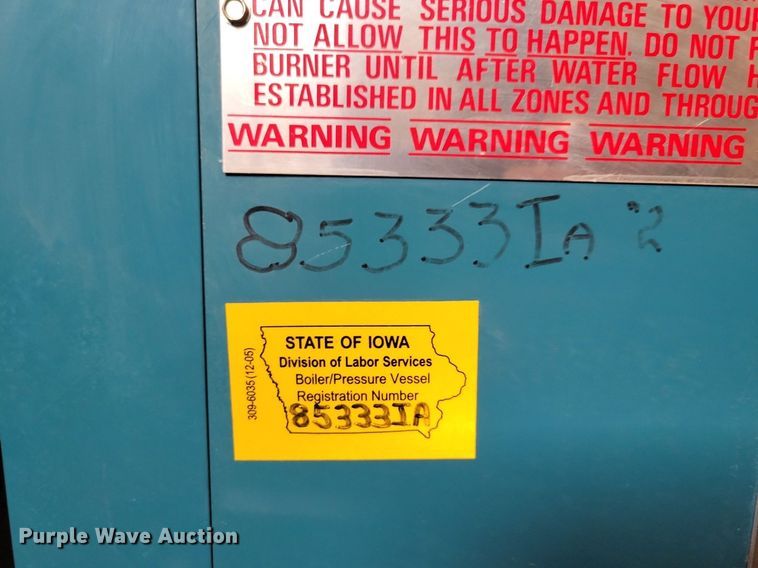 CAN CAUSE SERIOUS DAMAGE TO YOUR
NOT ALLOW THIS TO HAPPEN. DO NOT
BURNER UNTIL AFTER WATER FLOW
ESTABLISHED IN ALL ZONES AND THROUG
WARNING WARNING WARNING
85333IA #2
STATE OF IOWA
Division of Labor Services
Boiler/Pressure Vessel
Registration Number
85333IA
309-6035 (12-05)
Purple Wave Auction